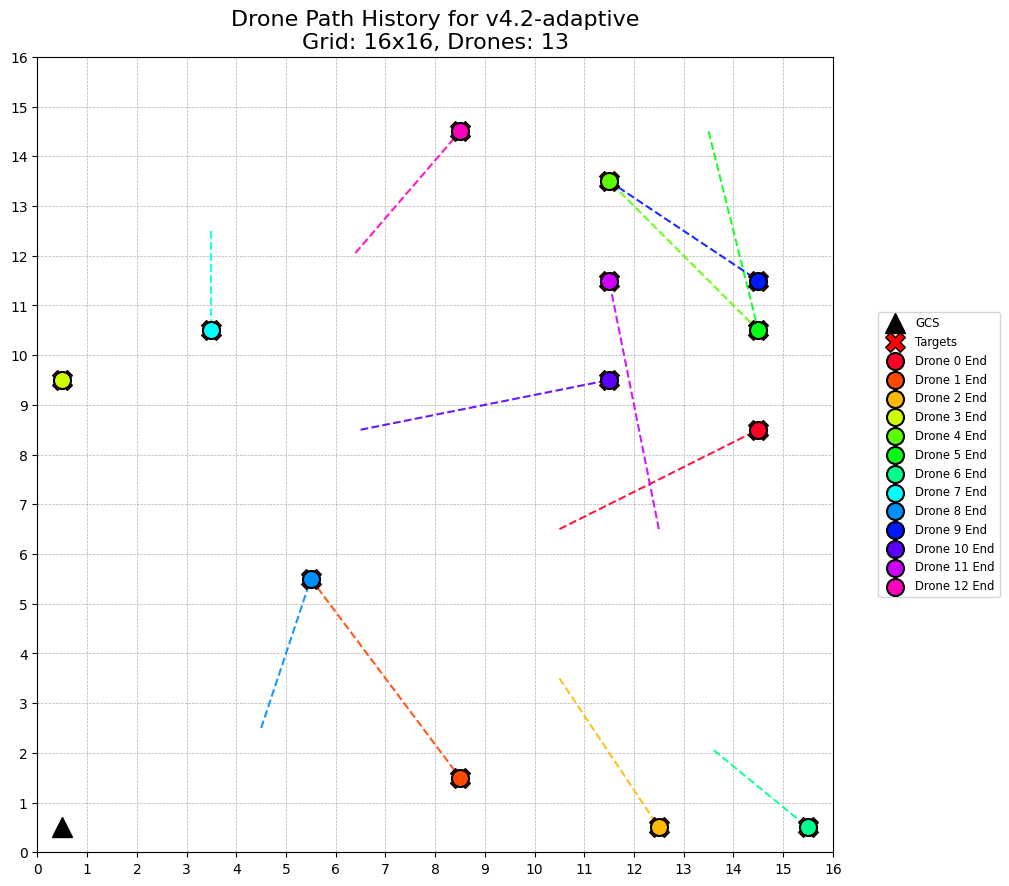 Drone Path History for v4.2-adaptive
Grid: 16x16, Drones: 13
16
15
14
13
12
11
10
9
8
7
6
5
4
3
2
1
0
0 1 2 3 4 5 6 7 8 9 10 11 12 13 14 15 16
GCS
Targets
Drone 0 End
Drone 1 End
Drone 2 End
Drone 3 End
Drone 4 End
Drone 5 End
Drone 6 End
Drone 7 End
Drone 8 End
Drone 9 End
Drone 10 End
Drone 11 End
Drone 12 End